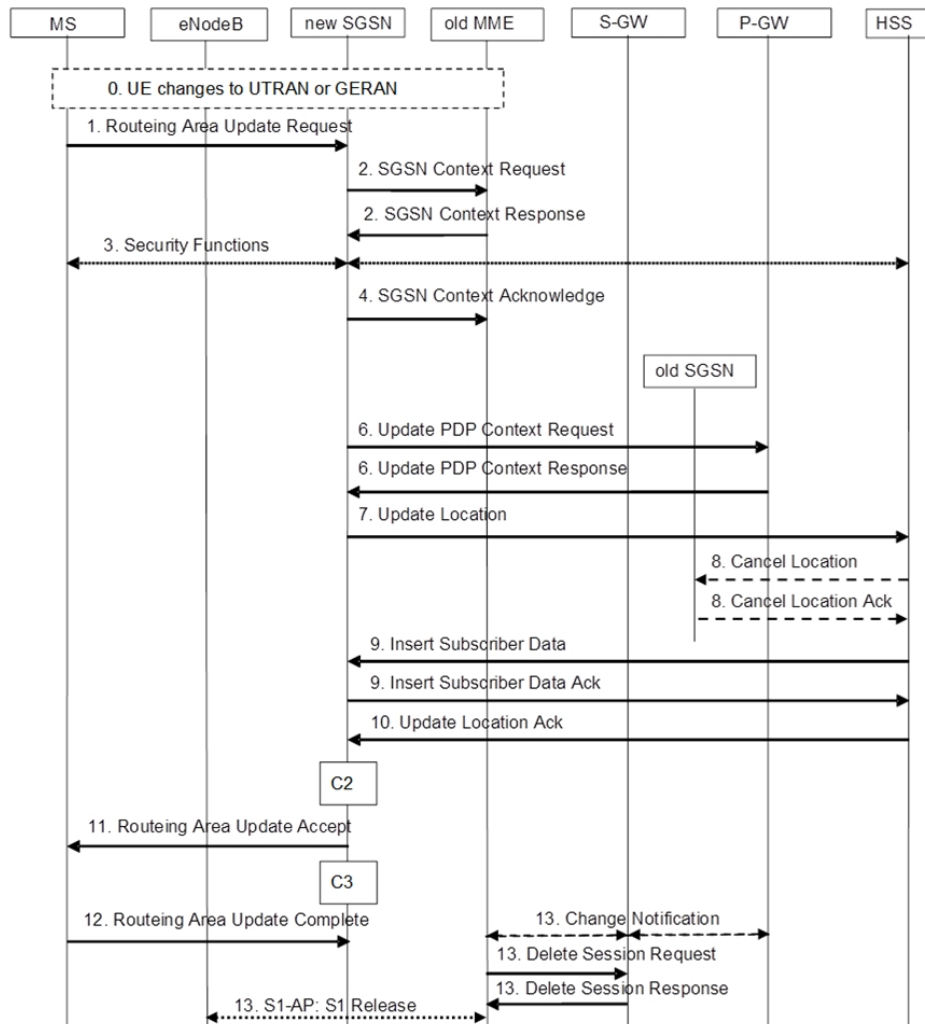 MS eNodeB new SGSN old MME S-GW P-GW HSS
0. UE changes to UTRAN or GERAN
1. Routeing Area Update Request
2. SGSN Context Request
2. SGSN Context Response
3. Security Functions
4. SGSN Context Acknowledge
old SGSN
6. Update PDP Context Request
6. Update PDP Context Response
7. Update Location
8. Cancel Location
8. Cancel Location Ack
9. Insert Subscriber Data
9. Insert Subscriber Data Ack
10. Update Location Ack
C2
11. Routeing Area Update Accept
C3
12. Routeing Area Update Complete
13. Change Notification
13. Delete Session Request
13. Delete Session Response
13. S1-AP: S1 Release